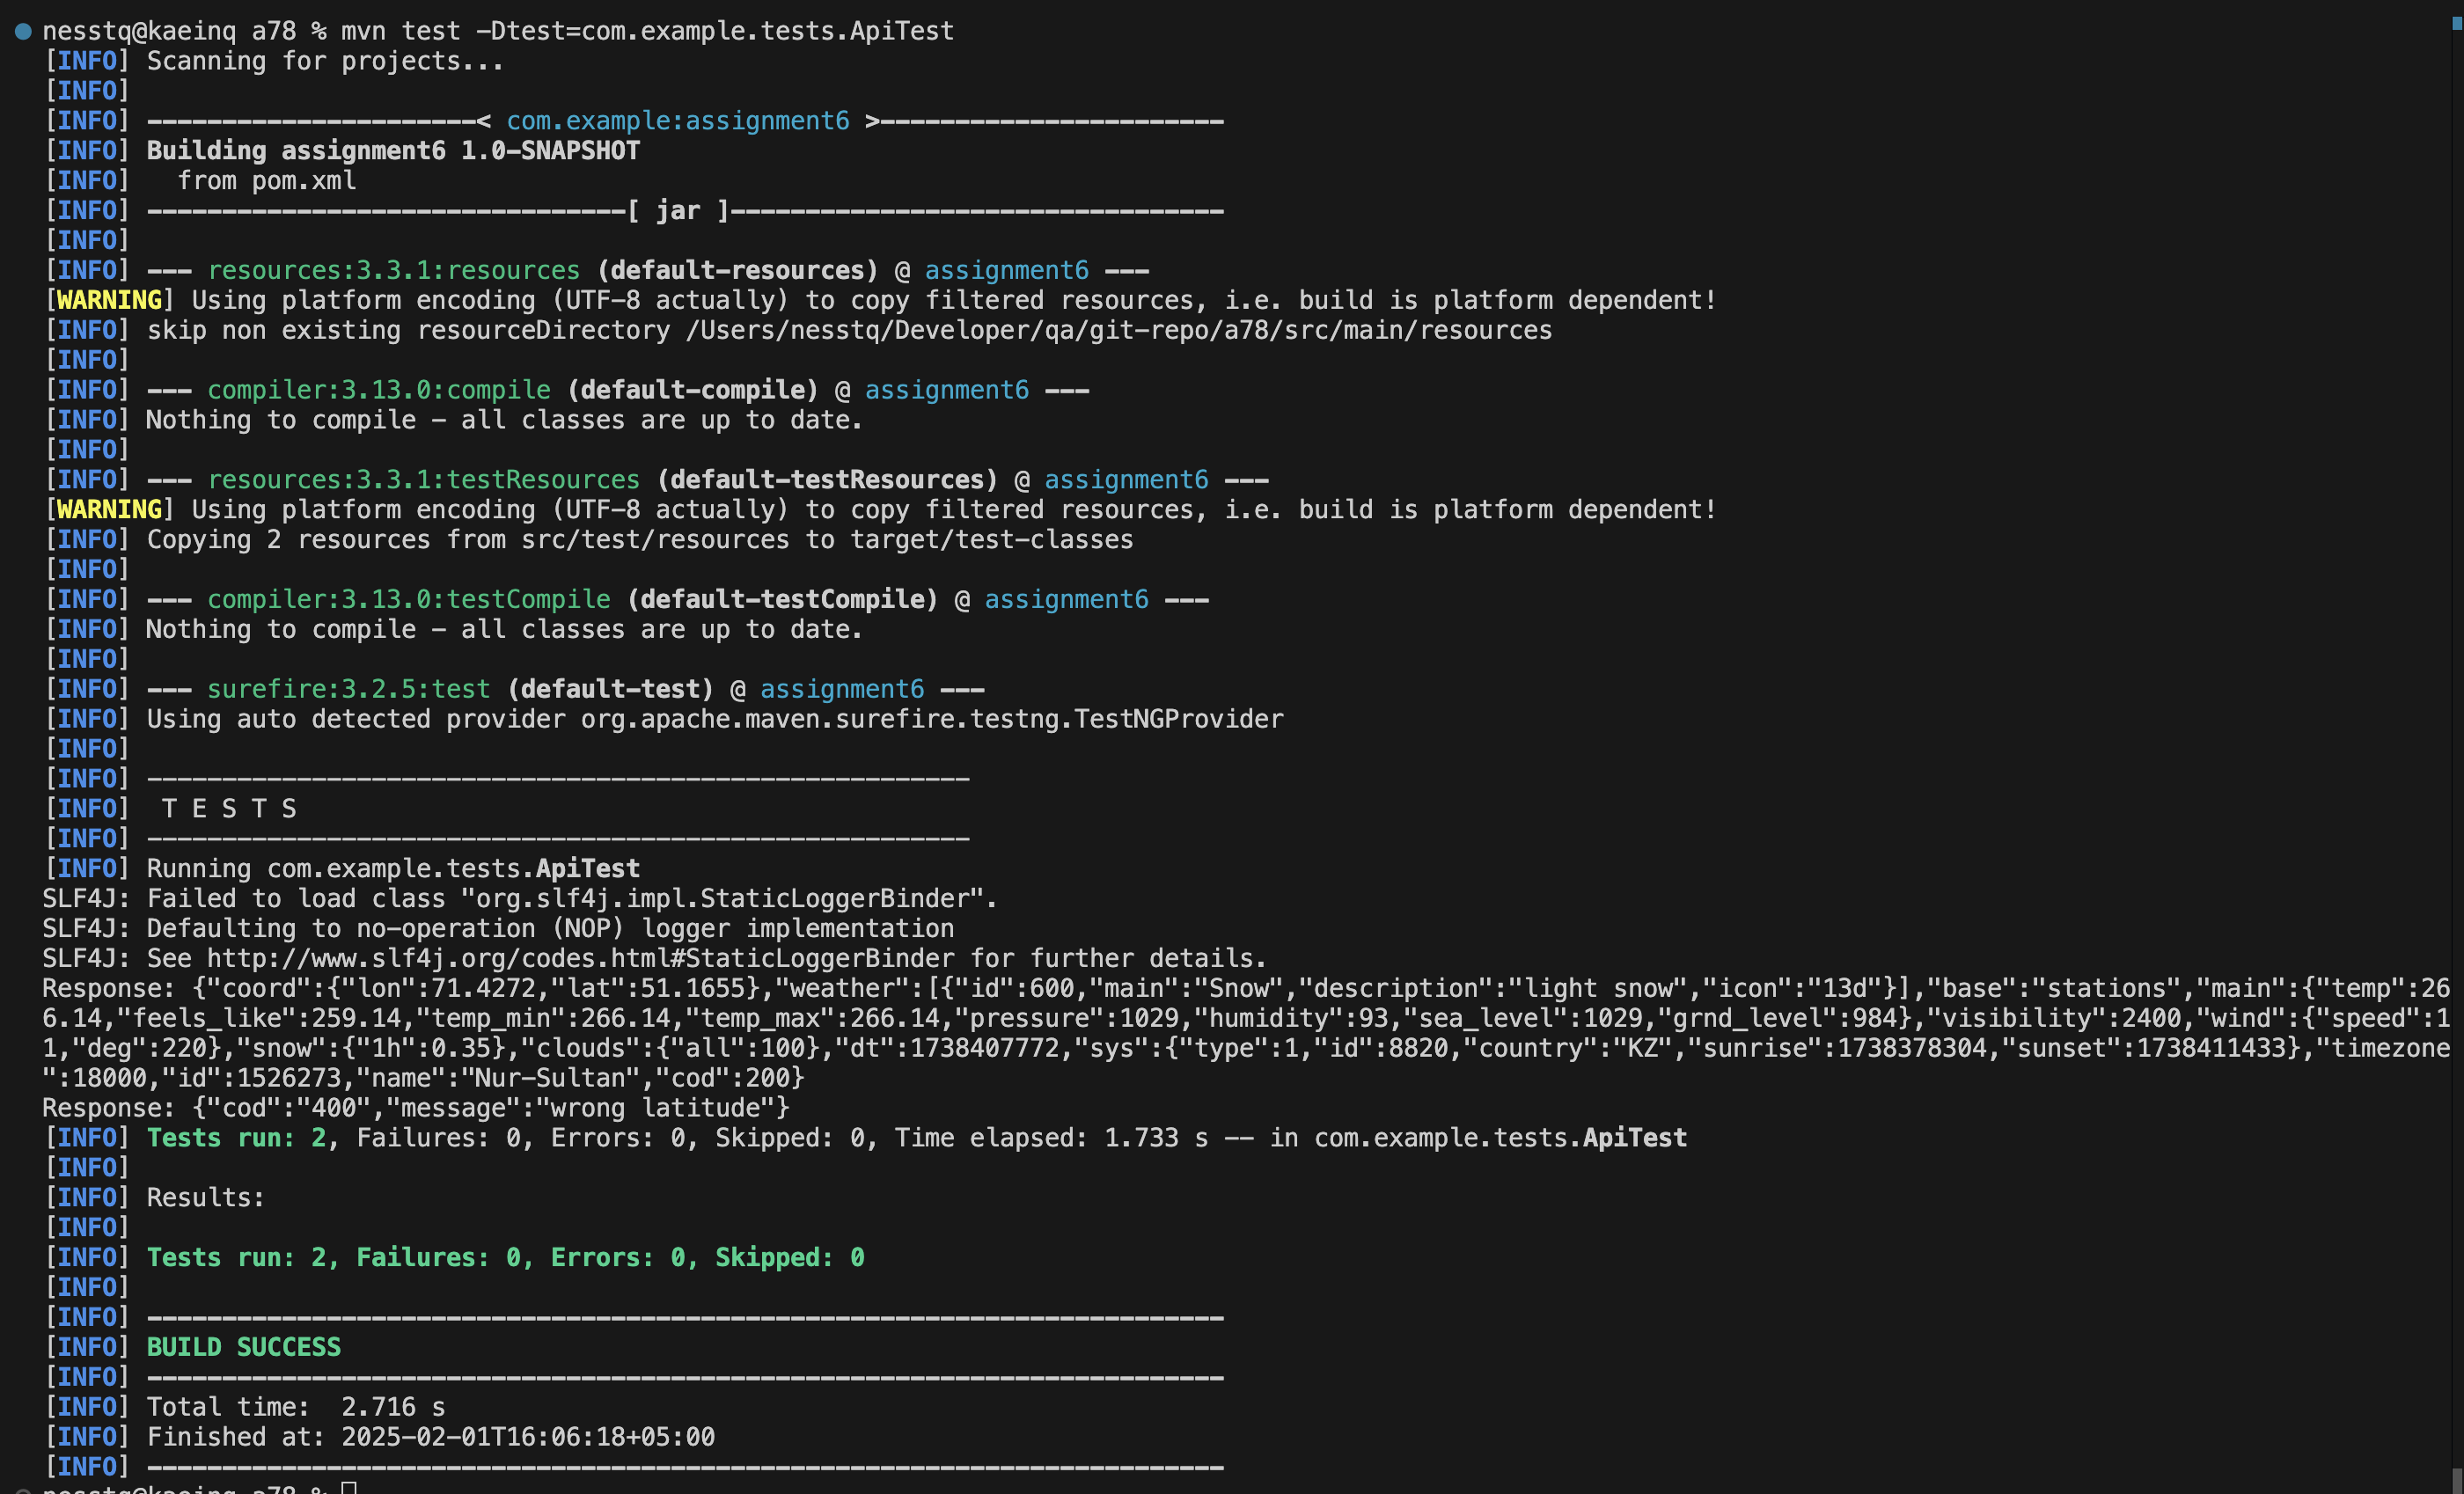 nesstq@kaeinq a78 % mvn test -Dtest=com.example.tests.ApiTest
[INFO] Scanning for projects...
[INFO]
[INFO] ----------------------< com.example:assignment6 >-----------------------
[INFO] Building assignment6 1.0-SNAPSHOT
[INFO]   from pom.xml
[INFO] --------------------------------[ jar ]---------------------------------
[INFO]
[INFO] --- resources:3.3.1:resources (default-resources) @ assignment6 ---
[WARNING] Using platform encoding (UTF-8 actually) to copy filtered resources, i.e. build is platform dependent!
[INFO] skip non existing resourceDirectory /Users/nesstq/Developer/qa/git-repo/a78/src/main/resources
[INFO]
[INFO] --- compiler:3.13.0:compile (default-compile) @ assignment6 ---
[INFO] Nothing to compile - all classes are up to date.
[INFO]
[INFO] --- resources:3.3.1:testResources (default-testResources) @ assignment6 ---
[WARNING] Using platform encoding (UTF-8 actually) to copy filtered resources, i.e. build is platform dependent!
[INFO] Copying 2 resources from src/test/resources to target/test-classes
[INFO]
[INFO] --- compiler:3.13.0:testCompile (default-testCompile) @ assignment6 ---
[INFO] Nothing to compile - all classes are up to date.
[INFO]
[INFO] --- surefire:3.2.5:test (default-test) @ assignment6 ---
[INFO] Using auto detected provider org.apache.maven.surefire.testng.TestNGProvider
[INFO]
[INFO] -------------------------------------------------------
[INFO]  T E S T S
[INFO] -------------------------------------------------------
[INFO] Running com.example.tests.ApiTest
SLF4J: Failed to load class "org.slf4j.impl.StaticLoggerBinder".
SLF4J: Defaulting to no-operation (NOP) logger implementation
SLF4J: See http://www.slf4j.org/codes.html#StaticLoggerBinder for further details.
Response: {"coord":{"lon":71.4272,"lat":51.1655},"weather":[{"id":600,"main":"Snow","description":"light snow","icon":"13d"}],"base":"stations","main":{"temp":26
6.14,"feels_like":259.14,"temp_min":266.14,"temp_max":266.14,"pressure":1029,"humidity":93,"sea_level":1029,"grnd_level":984},"visibility":2400,"wind":{"speed":1
1,"deg":220},"snow":{"1h":0.35},"clouds":{"all":100},"dt":1738407772,"sys":{"type":1,"id":8820,"country":"KZ","sunrise":1738378304,"sunset":1738411433},"timezone
":18000,"id":1526273,"name":"Nur-Sultan","cod":200}
Response: {"cod":"400","message":"wrong latitude"}
[INFO] Tests run: 2, Failures: 0, Errors: 0, Skipped: 0, Time elapsed: 1.733 s -- in com.example.tests.ApiTest
[INFO]
[INFO] Results:
[INFO]
[INFO] Tests run: 2, Failures: 0, Errors: 0, Skipped: 0
[INFO]
[INFO] ------------------------------------------------------------------------
[INFO] BUILD SUCCESS
[INFO] ------------------------------------------------------------------------
[INFO] Total time:  2.716 s
[INFO] Finished at: 2025-02-01T16:06:18+05:00
[INFO] ------------------------------------------------------------------------
nesstq@kaeinq a78 %